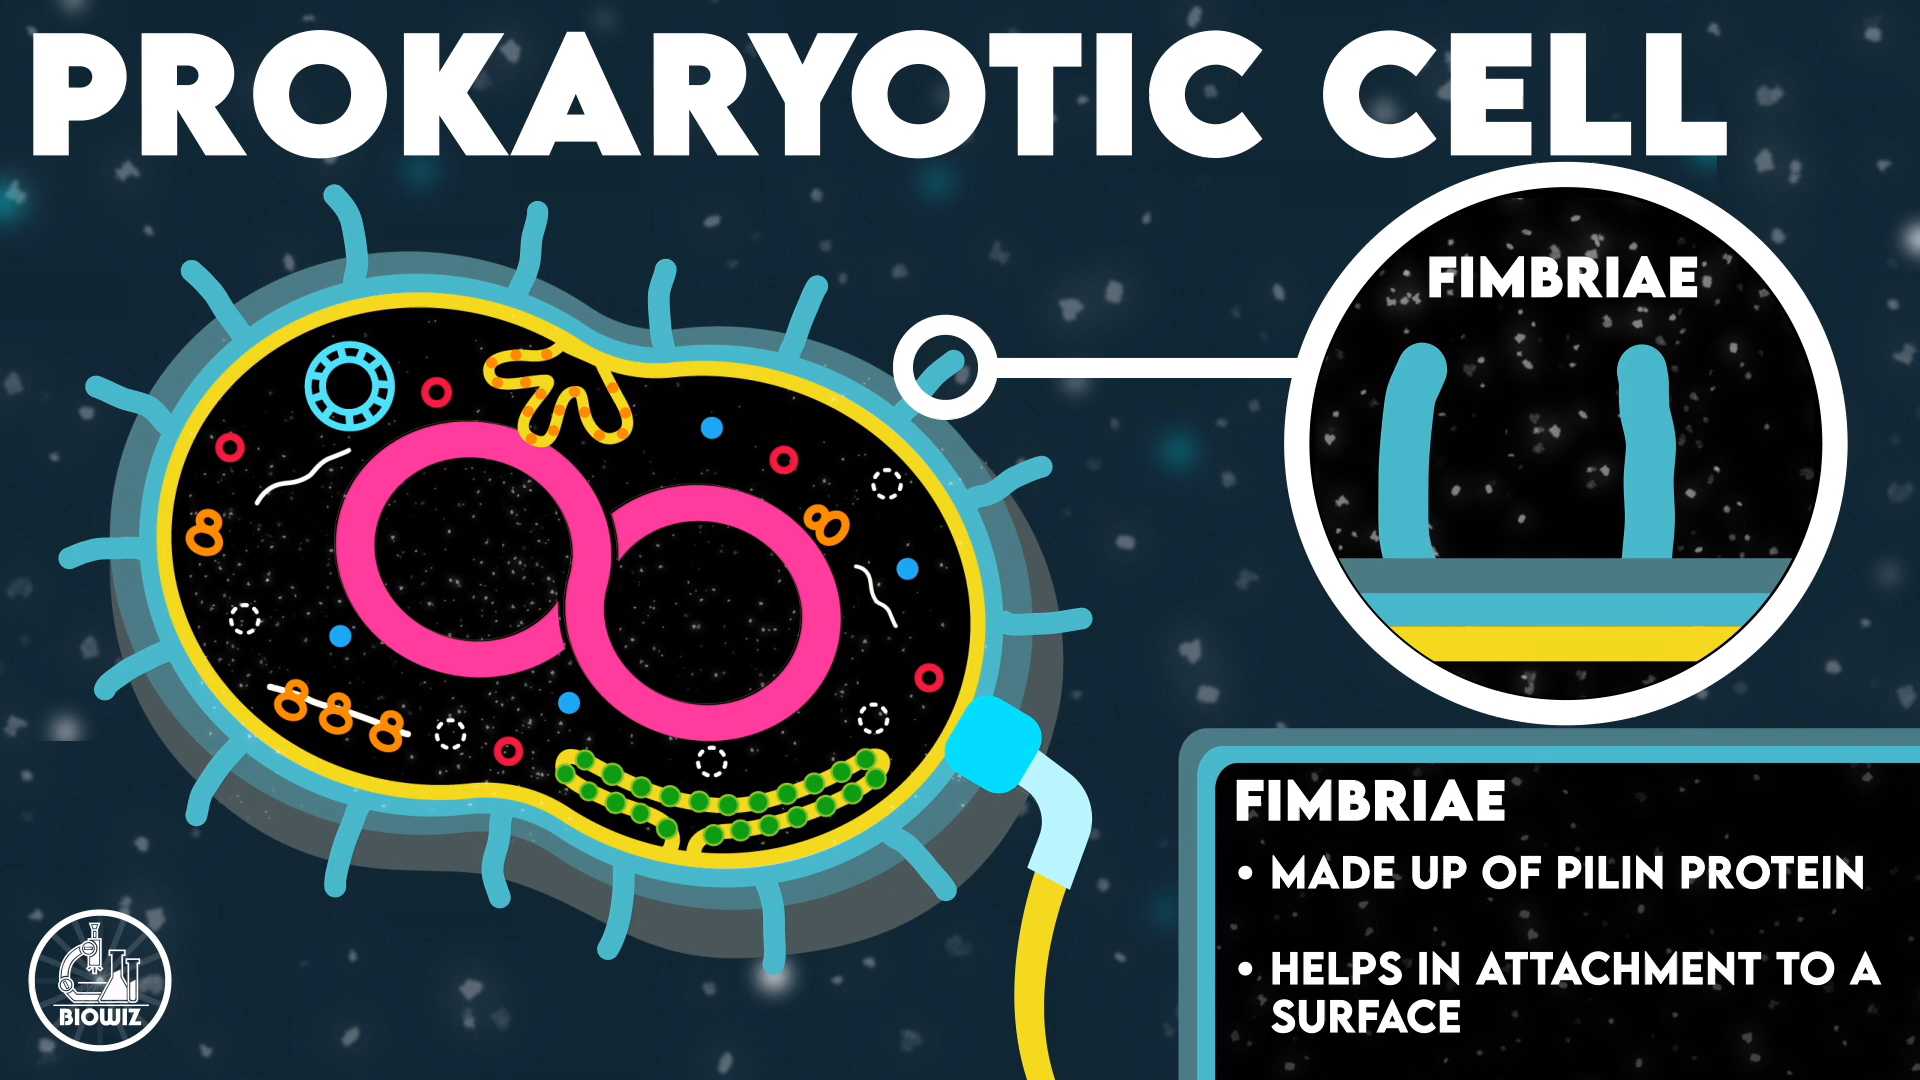 PROKARYOTIC CELL
FIMBRIAE
FIMBRIAE
• MADE UP OF PILIN PROTEIN
• HELPS IN ATTACHMENT TO A
SURFACE
BIOWIZ